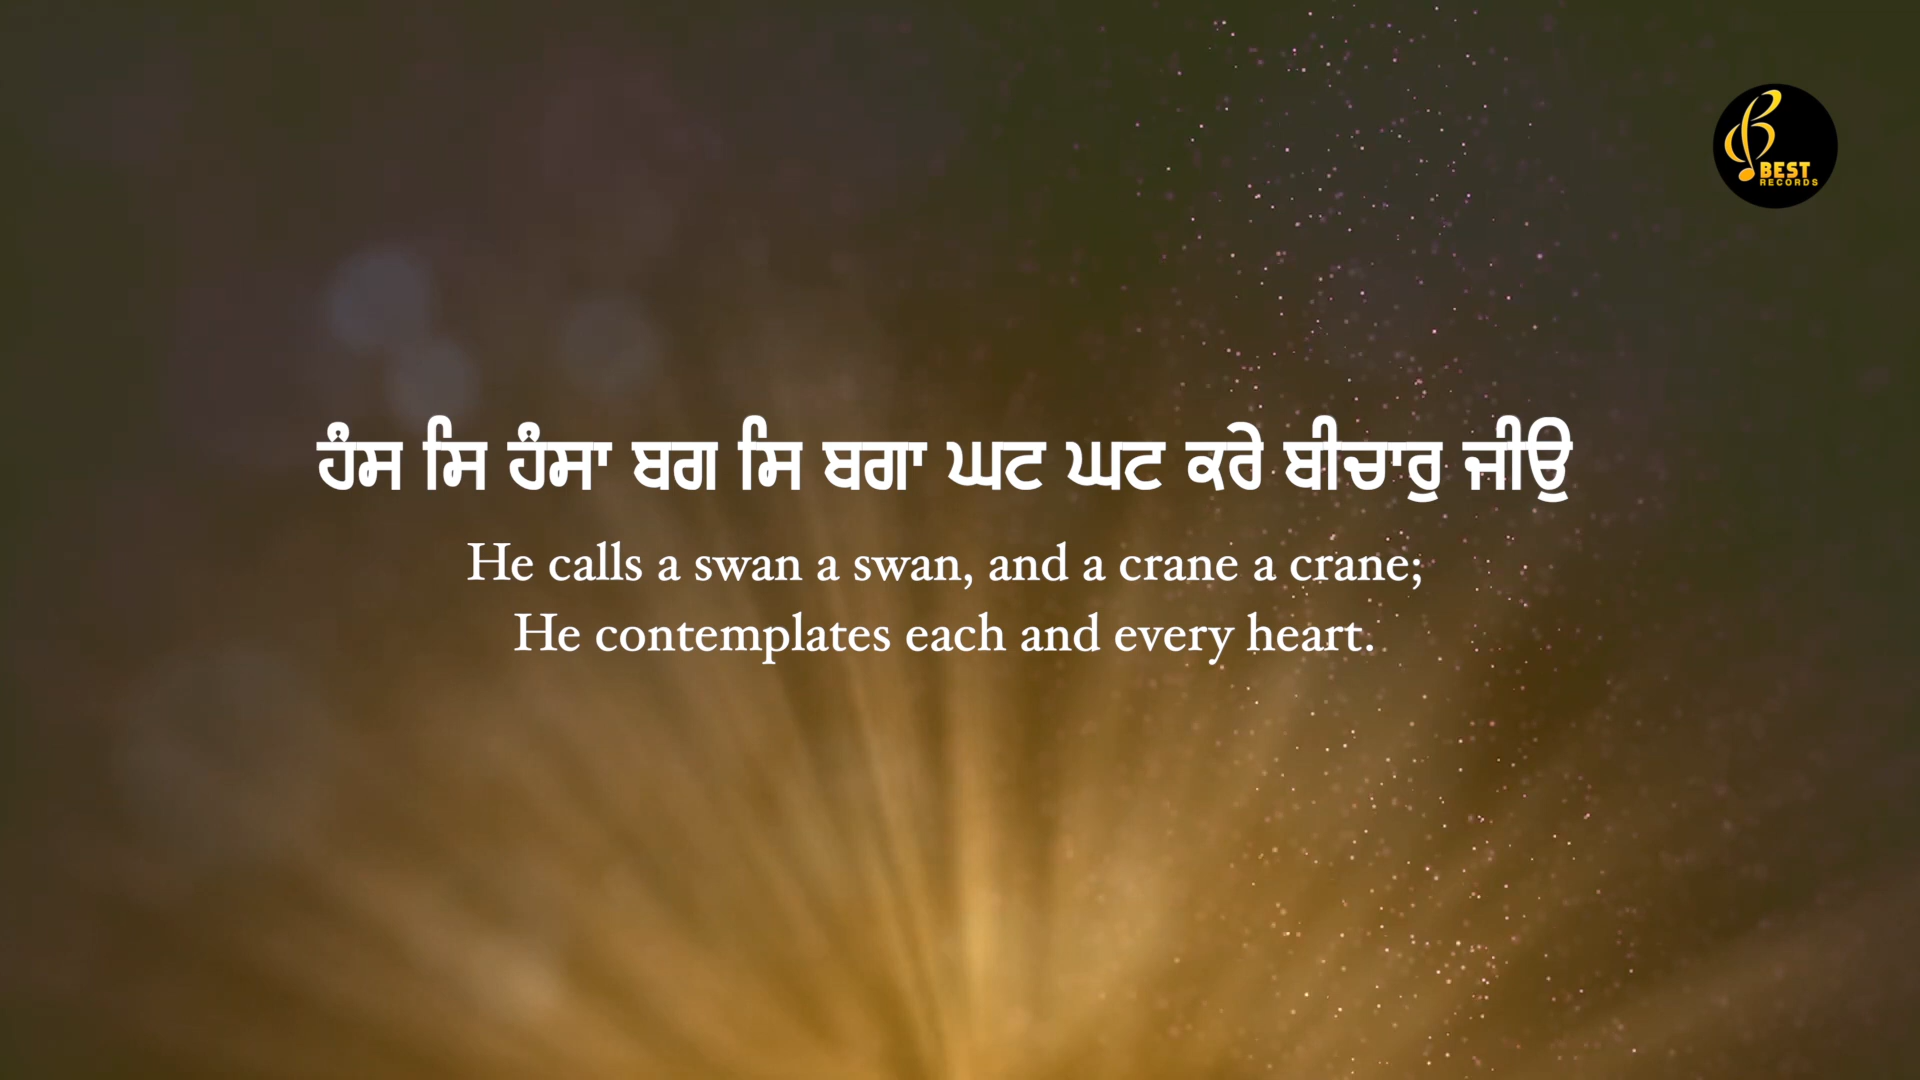 BEST
RECORDS
ਹੰਸ ਸਿ ਹੰਸਾ ਬਗ ਸਿ ਬਗਾ ਘਟ ਘਟ ਕਰੇ ਬੀਚਾਰੁ ਜੀਉ
He calls a swan a swan, and a crane a crane;
He contemplates each and every heart.